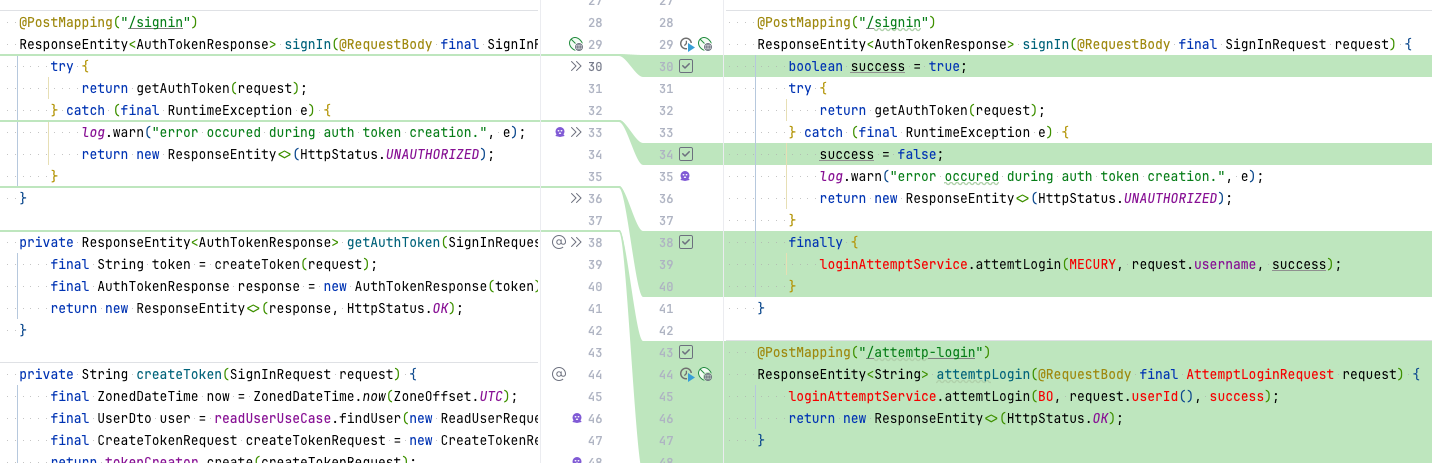 27
@PostMapping("/signin")
ResponseEntity<AuthTokenResponse> signIn(@RequestBody final SignInR
try {
return getAuthToken(request);
} catch (final RuntimeException e) {
log.warn("error occured during auth token creation.", e);
return new ResponseEntity<>(HttpStatus.UNAUTHORIZED);
}
}
private ResponseEntity<AuthTokenResponse> getAuthToken(SignInReques
final String token = createToken(request);
final AuthTokenResponse response = new AuthTokenResponse(token)
return new ResponseEntity<>(response, HttpStatus.OK);
}
private String createToken(SignInRequest request) {
final ZonedDateTime now = ZonedDateTime.now(ZoneOffset.UTC);
final UserDto user = readUserUseCase.findUser(new ReadUserReque
final CreateTokenRequest createTokenRequest = new CreateTokenRe
return tokenCreator.create(createTokenRequest);
28
29
30
31
32
33
34
35
36
37
38
39
40
41
42
43
44
45
46
47
48
27
28
29
30
31
32
33
34
35
36
37
38
39
40
41
42
43
44
45
46
47
@PostMapping("/signin")
ResponseEntity<AuthTokenResponse> signIn(@RequestBody final SignInRequest request) {
boolean success = true;
try {
return getAuthToken(request);
} catch (final RuntimeException e) {
success = false;
log.warn("error occured during auth token creation.", e);
return new ResponseEntity<>(HttpStatus.UNAUTHORIZED);
}
finally {
loginAttemptService.attemtLogin(MECURY, request.username, success);
}
}
@PostMapping("/attemtp-login")
ResponseEntity<String> attemtpLogin(@RequestBody final AttemptLoginRequest request) {
loginAttemptService.attemtLogin(BO, request.userId(), success);
return new ResponseEntity<>(HttpStatus.OK);
}